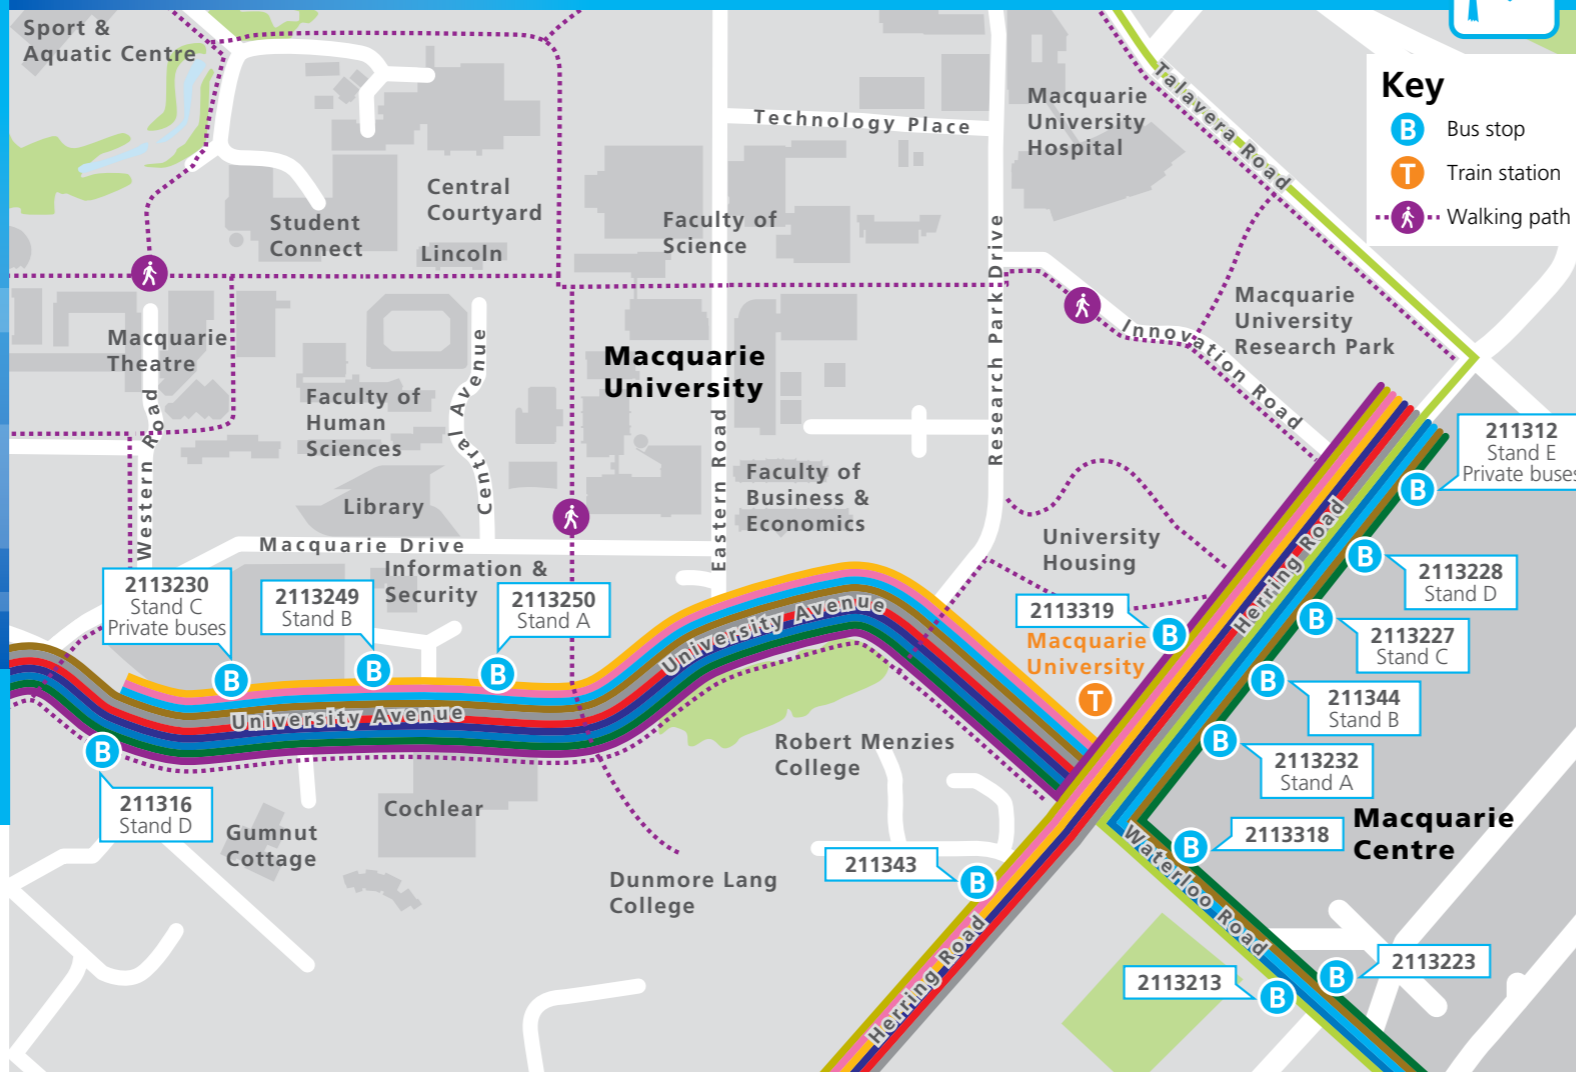 Sport &
Aquatic Centre
Talavera Road
Key
Bus stop
Train station
Walking path
B
T
Macquarie
University
Hospital
Technology Place
Central
Courtyard
Student
Connect
Lincoln
Faculty of
Science
Research Park Drive
Macquarie
University
Research Park
Innovation Road
Macquarie
Theatre
Western Road
Central Avenue
Macquarie
University
Faculty of
Human
Sciences
Library
Eastern Road
Faculty of
Business &
Economics
Macquarie Drive
Information &
Security
University
Housing
Herring Road
211312
Stand E
Private buses
B
2113228
Stand D
B
2113227
Stand C
B
211344
Stand B
B
2113232
Stand A
B
2113230
Stand C
Private buses
B
2113249
Stand B
B
2113250
Stand A
B
2113319
B
Macquarie
University
T
University Avenue
University Avenue
B
211316
Stand D
Gumnut
Cottage
Cochlear
Robert Menzies
College
Dunmore Lang
College
211343
B
Herring Road
2113318
B
Macquarie
Centre
Waterloo Road
2113213
B
2113223
B